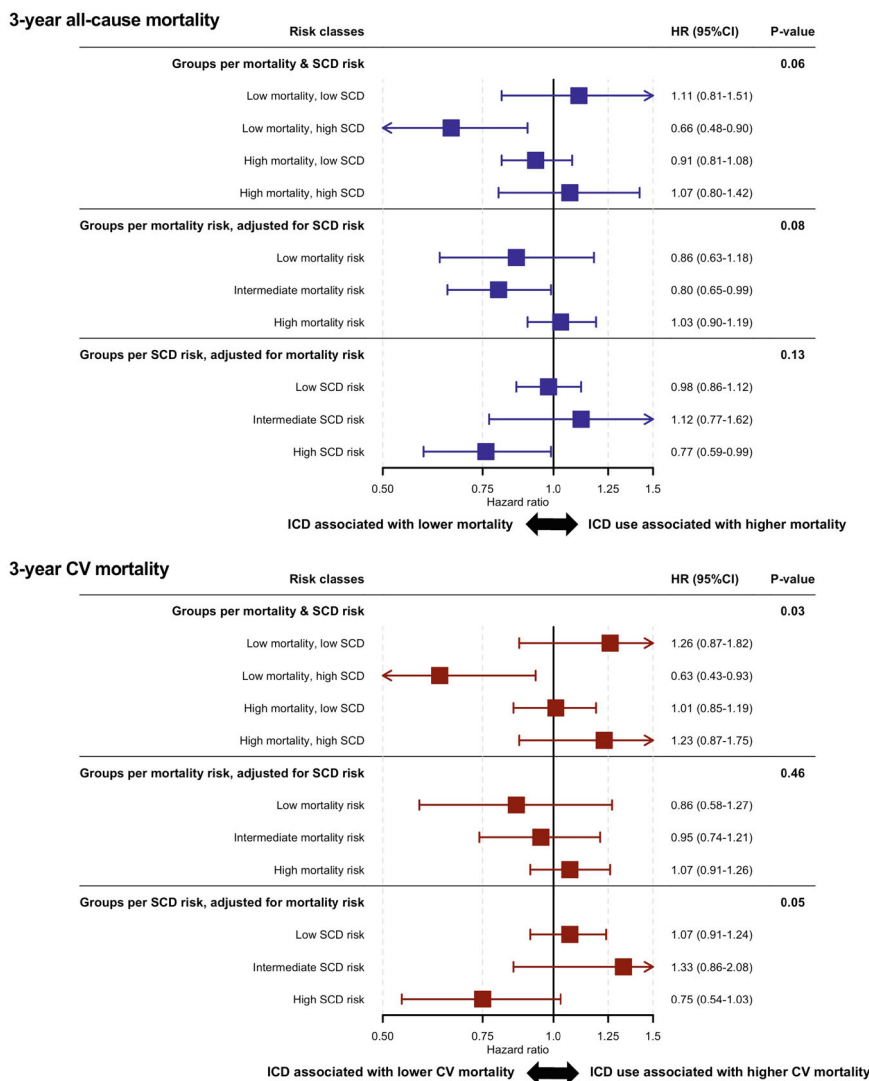 3-year all-cause mortality
Risk classes HR (95%CI) P-value
Groups per mortality & SCD risk 0.06
Low mortality, low SCD 1.11 (0.81-1.51)
Low mortality, high SCD 0.66 (0.48-0.90)
High mortality, low SCD 0.91 (0.81-1.08)
High mortality, high SCD 1.07 (0.80-1.42)
Groups per mortality risk, adjusted for SCD risk 0.08
Low mortality risk 0.86 (0.63-1.18)
Intermediate mortality risk 0.80 (0.65-0.99)
High mortality risk 1.03 (0.90-1.19)
Groups per SCD risk, adjusted for mortality risk 0.13
Low SCD risk 0.98 (0.86-1.12)
Intermediate SCD risk 1.12 (0.77-1.62)
High SCD risk 0.77 (0.59-0.99)
0.50 0.75 1.0 1.25 1.5
Hazard ratio
ICD associated with lower mortality ICD use associated with higher mortality
3-year CV mortality
Risk classes HR (95%CI) P-value
Groups per mortality & SCD risk 0.03
Low mortality, low SCD 1.26 (0.87-1.82)
Low mortality, high SCD 0.63 (0.43-0.93)
High mortality, low SCD 1.01 (0.85-1.19)
High mortality, high SCD 1.23 (0.87-1.75)
Groups per mortality risk, adjusted for SCD risk 0.46
Low mortality risk 0.86 (0.58-1.27)
Intermediate mortality risk 0.95 (0.74-1.21)
High mortality risk 1.07 (0.91-1.26)
Groups per SCD risk, adjusted for mortality risk 0.05
Low SCD risk 1.07 (0.91-1.24)
Intermediate SCD risk 1.33 (0.86-2.08)
High SCD risk 0.75 (0.54-1.03)
0.50 0.75 1.0 1.25 1.5
Hazard ratio
ICD associated with lower CV mortality ICD use associated with higher CV mortality